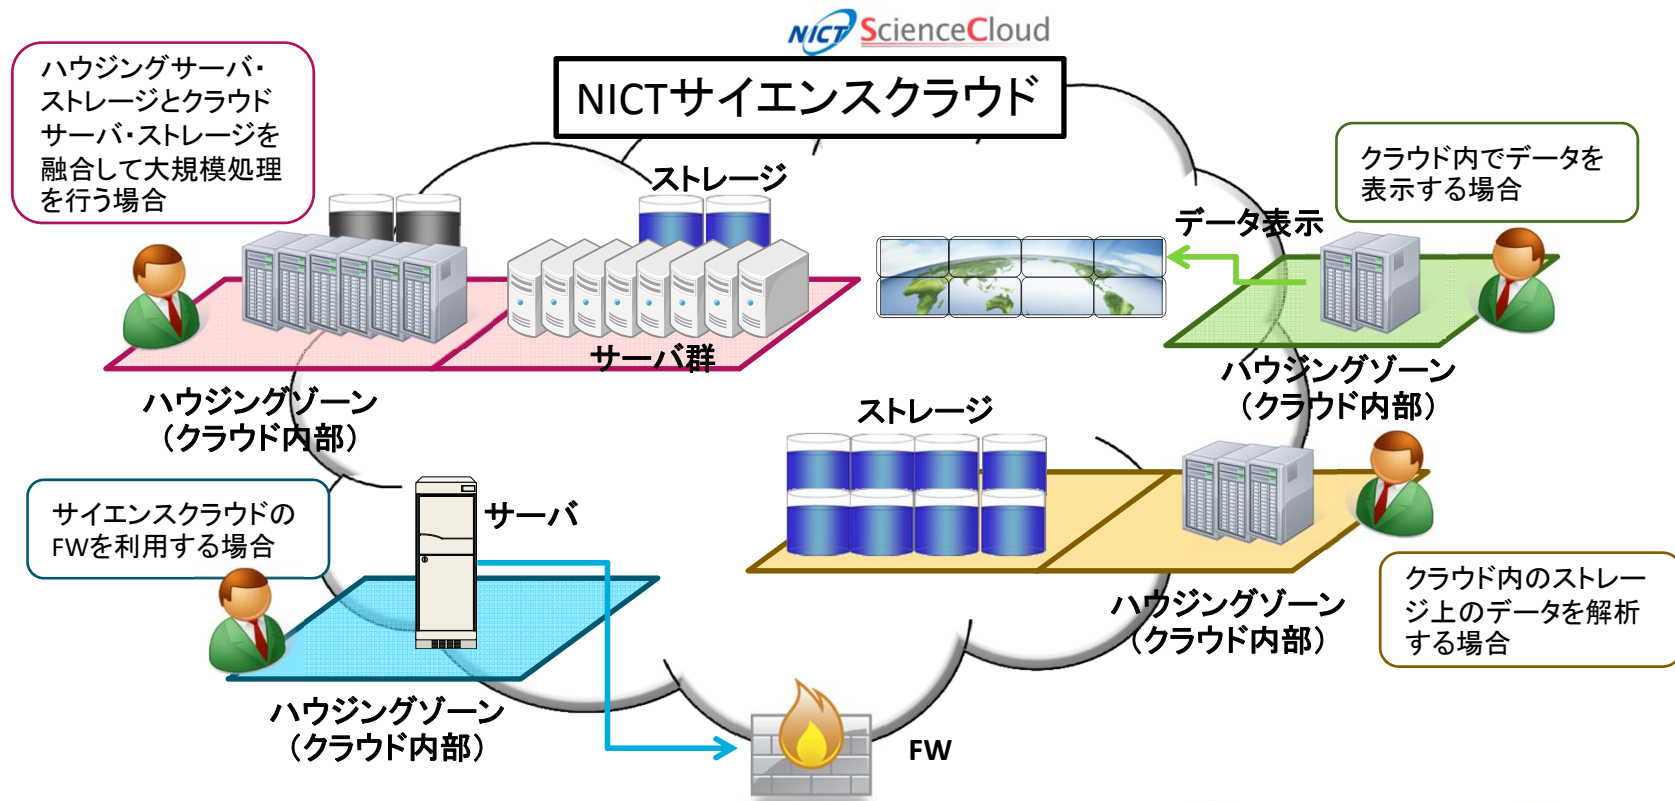 NICT ScienceCloud
NICTサイエンスクラウド
ハウジングサーバ・
ストレージとクラウド
サーバ・ストレージを
融合して大規模処理
を行う場合
ストレージ
サーバ群
ハウジングゾーン
（クラウド内部）
クラウド内でデータを
表示する場合
データ表示
ハウジングゾーン
（クラウド内部）
サイエンスクラウドの
FWを利用する場合
サーバ
ハウジングゾーン
（クラウド内部）
FW
ストレージ
ハウジングゾーン
（クラウド内部）
クラウド内のストレー
ジ上のデータを解析
する場合